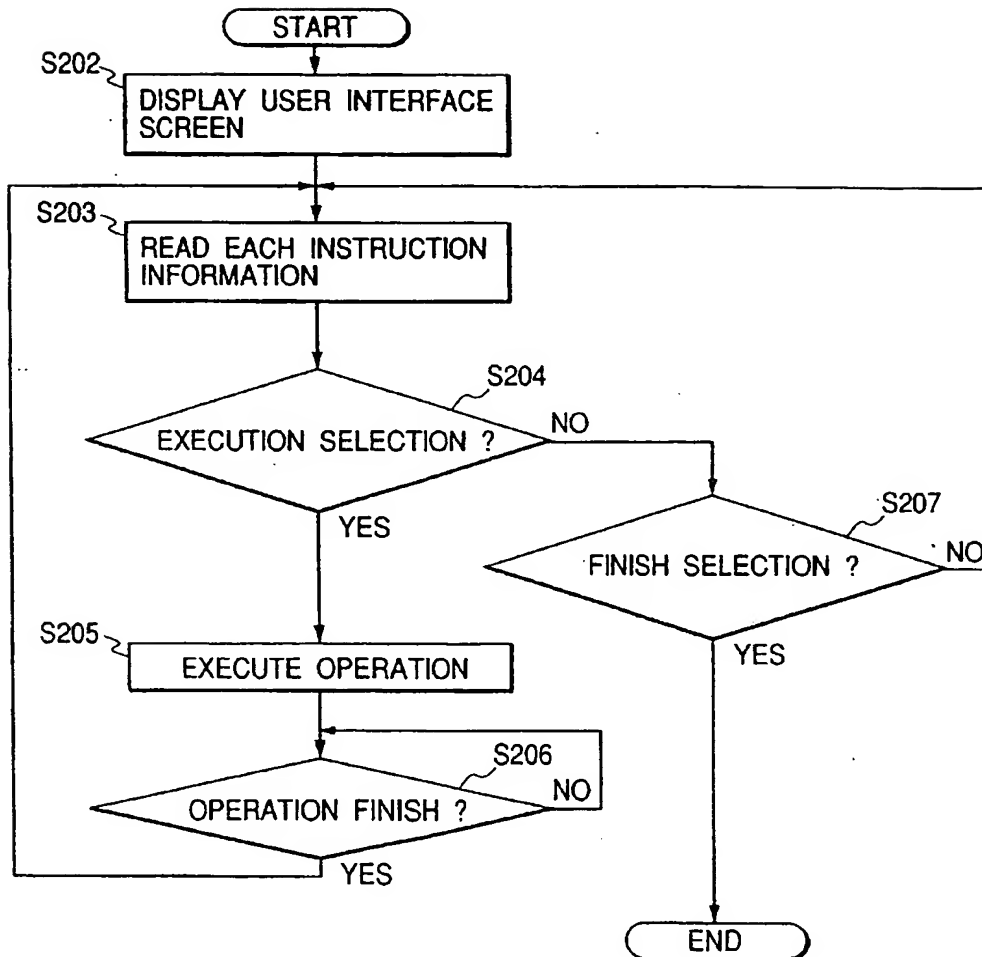 START
S202
DISPLAY USER INTERFACE
SCREEN
S203
READ EACH INSTRUCTION
INFORMATION
S204
EXECUTION SELECTION ?
NO
YES
S207
FINISH SELECTION ?
NO
YES
S205
EXECUTE OPERATION
S206
OPERATION FINISH ?
NO
YES
END